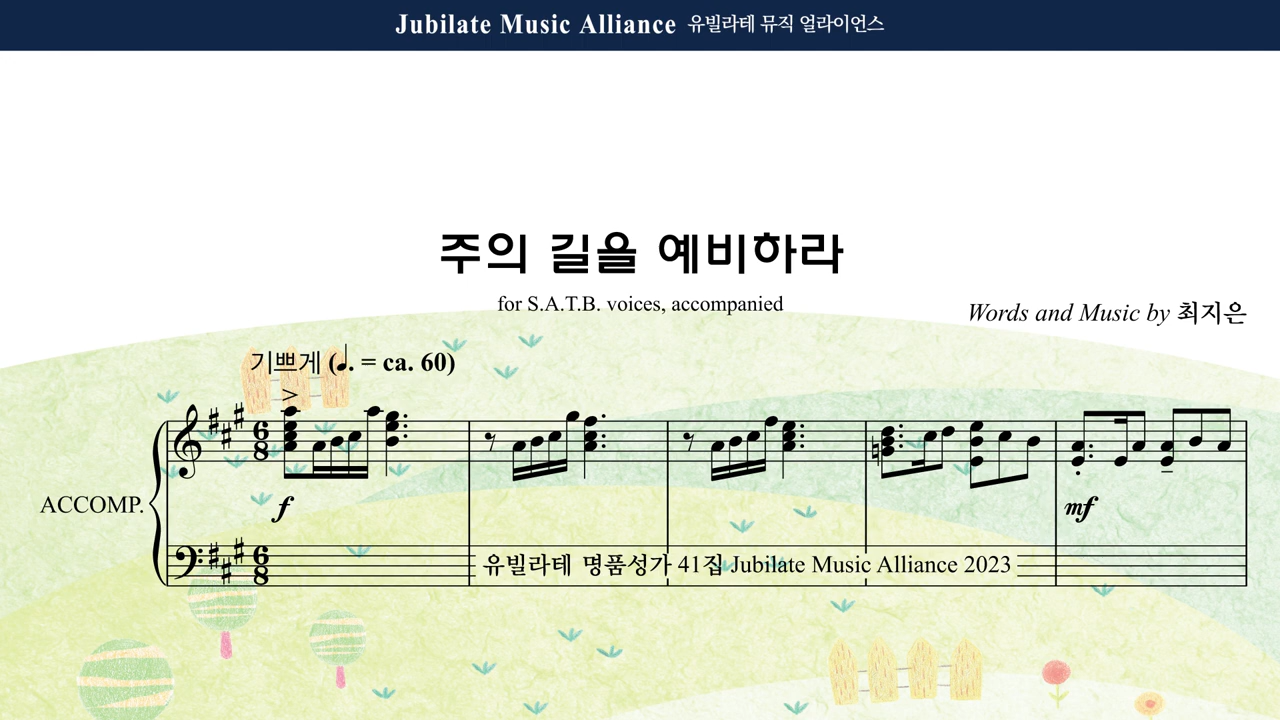 Jubilate Music Alliance 유빌라테 뮤직 얼라이언스
주의 길을 예비하라
for S.A.T.B. voices, accompanied
Words and Music by 최지은
기쁘게 (♩. = ca. 60)
6 8
f
mf
ACCOMP.
6 8
유빌라테 명품성가 41집 Jubilate Music Alliance 2023